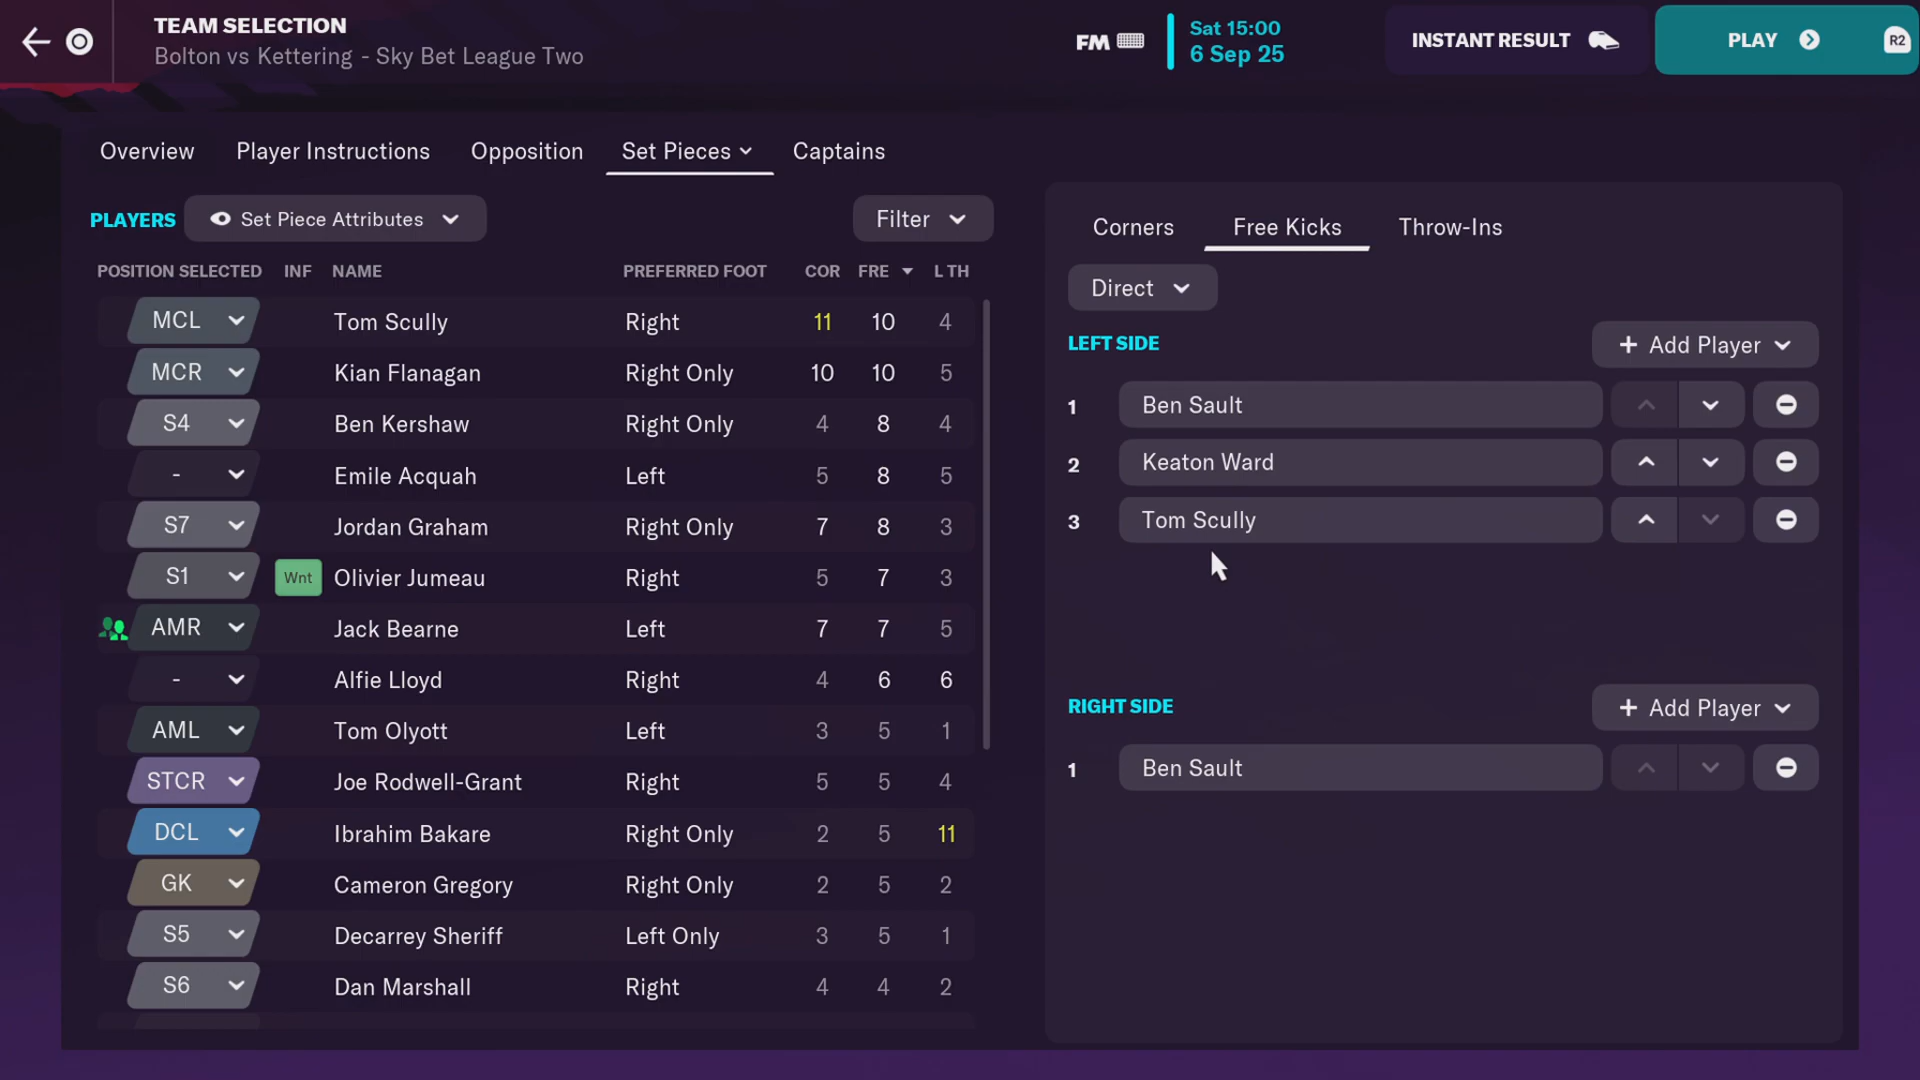 TEAM SELECTION
Bolton vs Kettering - Sky Bet League Two
FM
Sat 15:00
6 Sep 25
INSTANT RESULT
PLAY
R2
Overview
Player Instructions
Opposition
Set Pieces
Captains
PLAYERS
Set Piece Attributes
Filter
POSITION SELECTED INF NAME PREFERRED FOOT COR FRE L TH
MCL Tom Scully Right 11 10 4
MCR Kian Flanagan Right Only 10 10 5
S4 Ben Kershaw Right Only 4 8 4
- Emile Acquah Left 5 8 5
S7 Jordan Graham Right Only 7 8 3
S1 Wnt Olivier Jumeau Right 5 7 3
AMR Jack Bearne Left 7 7 5
- Alfie Lloyd Right 4 6 6
AML Tom Olyott Left 3 5 1
STCR Joe Rodwell-Grant Right 5 5 4
DCL Ibrahim Bakare Right Only 2 5 11
GK Cameron Gregory Right Only 2 5 2
S5 Decarrey Sheriff Left Only 3 5 1
S6 Dan Marshall Right 4 4 2
Corners
Free Kicks
Throw-Ins
Direct
LEFT SIDE
+ Add Player
1 Ben Sault
2 Keaton Ward
3 Tom Scully
RIGHT SIDE
+ Add Player
1 Ben Sault